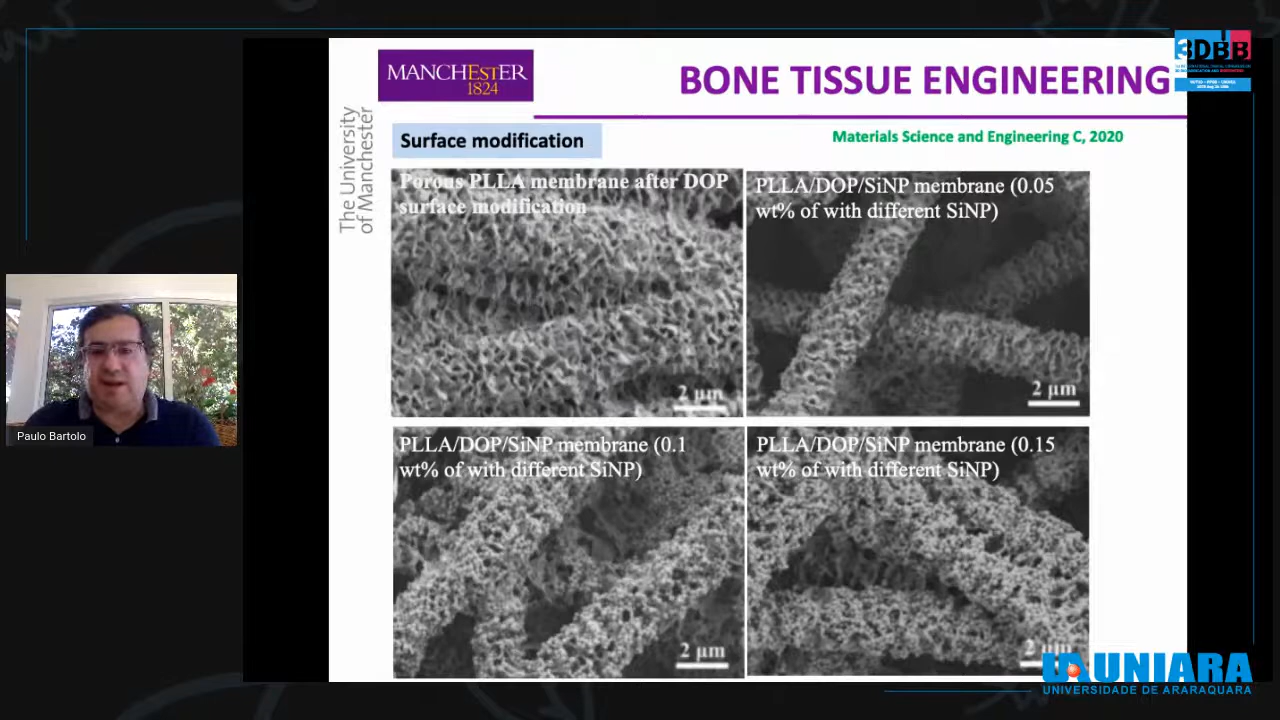 MANCHESTER
1824
The University
of Manchester
BONE TISSUE ENGINEERING
3DBB
Surface modification
Materials Science and Engineering C, 2020
Porous PLLA membrane after DOP
surface modification
2 μm
PLLA/DOP/SiNP membrane (0.05
wt% of with different SiNP)
2 μm
Paulo Bartolo
PLLA/DOP/SiNP membrane (0.1
wt% of with different SiNP)
2 μm
PLLA/DOP/SiNP membrane (0.15
wt% of with different SiNP)
2
UNIARA
UNIVERSIDADE DE ARARAQUARA